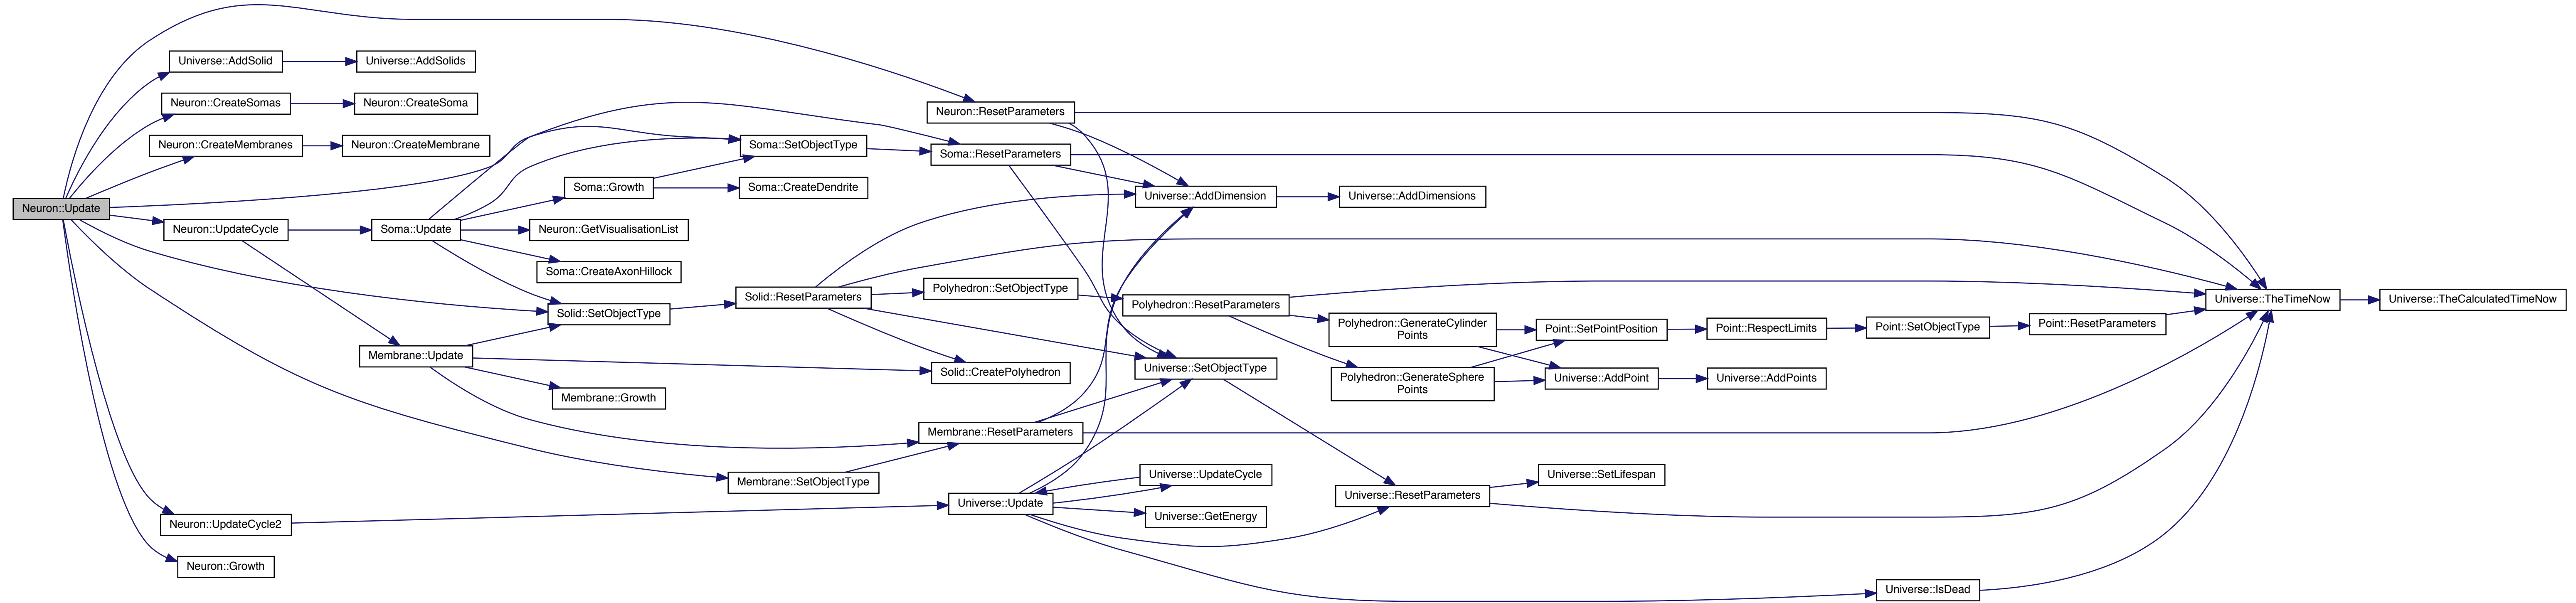 Neuron::Update
Universe::AddSolid
Universe::AddSolids
Neuron::CreateSomas
Neuron::CreateSoma
Neuron::CreateMembranes
Neuron::CreateMembrane
Neuron::UpdateCycle
Soma::Update
Soma::Growth
Soma::SetObjectType
Soma::CreateDendrite
Neuron::GetVisualisationList
Soma::CreateAxonHillock
Solid::SetObjectType
Membrane::Update
Membrane::Growth
Solid::ResetParameters
Membrane::SetObjectType
Neuron::UpdateCycle2
Neuron::Growth
Neuron::ResetParameters
Soma::ResetParameters
Polyhedron::SetObjectType
Solid::CreatePolyhedron
Membrane::ResetParameters
Universe::Update
Universe::AddDimension
Universe::AddDimensions
Polyhedron::ResetParameters
Universe::SetObjectType
Universe::UpdateCycle
Universe::GetEnergy
Polyhedron::GenerateCylinder
Points
Polyhedron::GenerateSphere
Points
Universe::ResetParameters
Point::SetPointPosition
Universe::AddPoint
Universe::SetLifespan
Point::RespectLimits
Universe::AddPoints
Point::SetObjectType
Point::ResetParameters
Universe::IsDead
Universe::TheTimeNow
Universe::TheCalculatedTimeNow